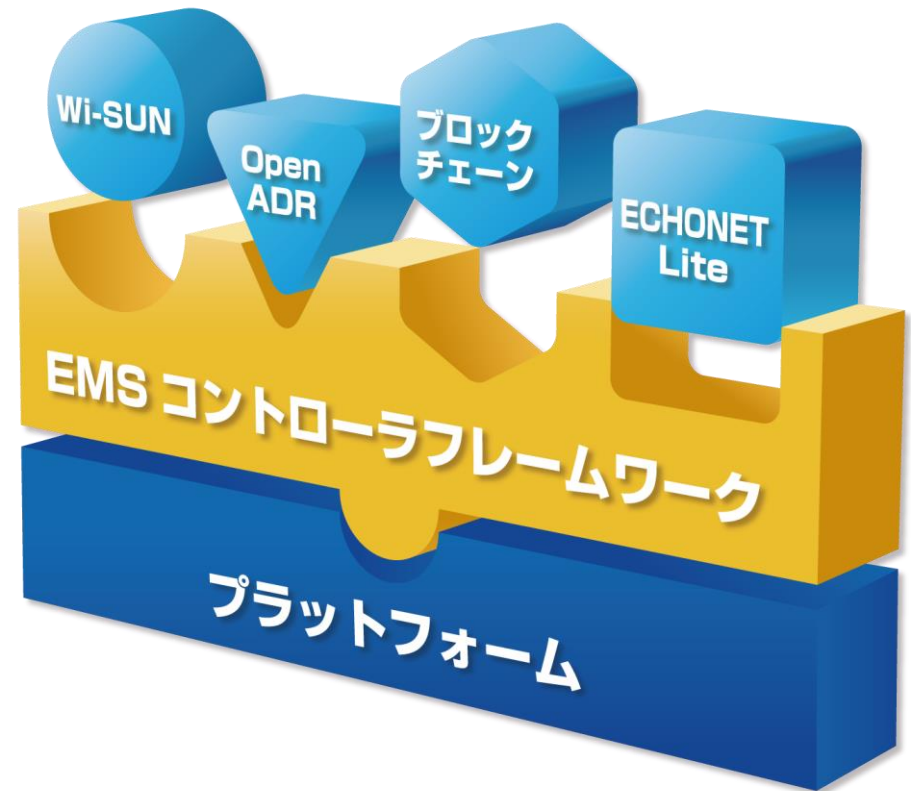 Wi-SUN
Open
ADR
ブロック
チェーン
ECHONET
Lite
EMS コントローラフレームワーク
プラットフォーム